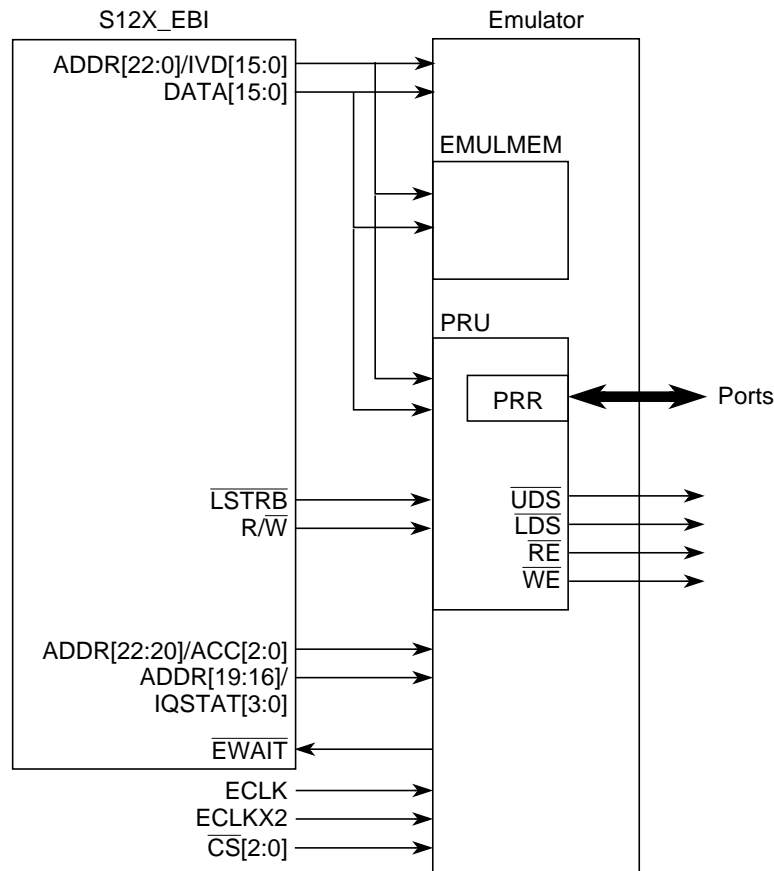 S12X_EBI
Emulator
ADDR[22:0]/IVD[15:0]
DATA[15:0]
EMULMEM
PRU
PRR
Ports
LSTRB
R/W
UDS
LDS
RE
WE
ADDR[22:20]/ACC[2:0]
ADDR[19:16]/
IQSTAT[3:0]
EWAIT
ECLK
ECLKX2
CS[2:0]